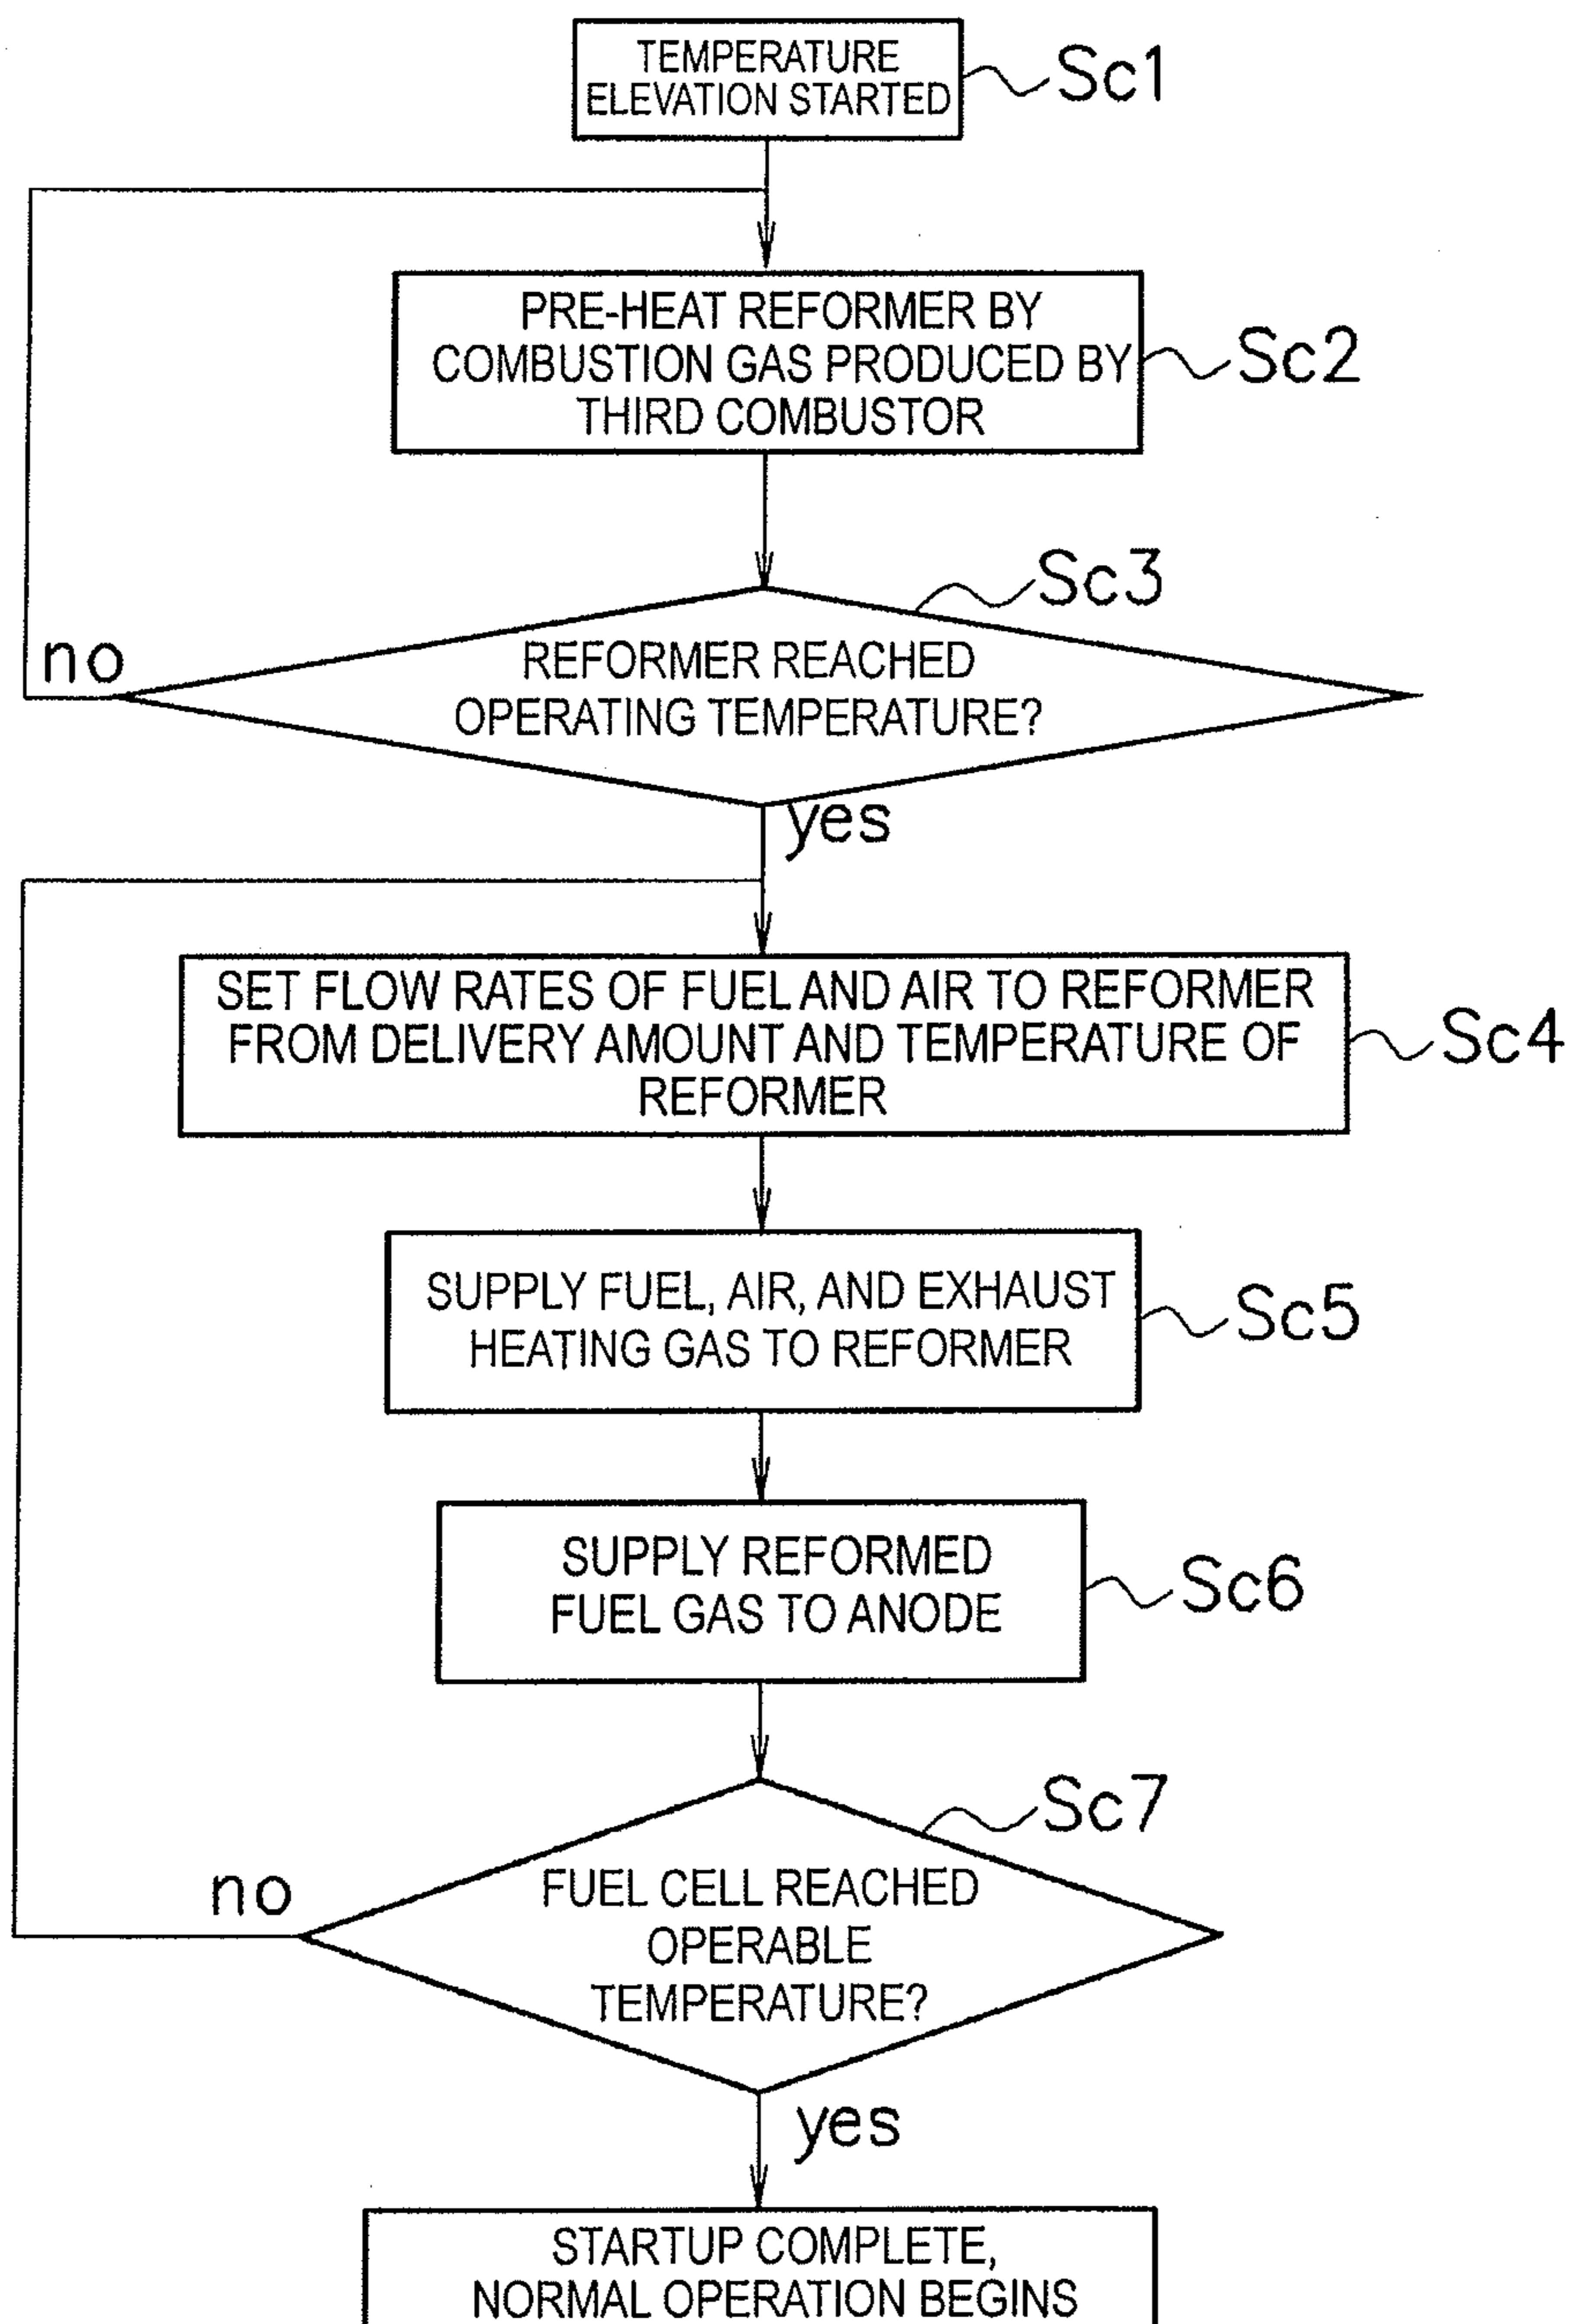 TEMPERATURE
ELEVATION STARTED
Sc1
PRE-HEAT REFORMER BY
COMBUSTION GAS PRODUCED BY
THIRD COMBUSTOR
Sc2
Sc3
REFORMER REACHED
OPERATING TEMPERATURE?
no
yes
SET FLOW RATES OF FUEL AND AIR TO REFORMER
FROM DELIVERY AMOUNT AND TEMPERATURE OF
REFORMER
Sc4
SUPPLY FUEL, AIR, AND EXHAUST
HEATING GAS TO REFORMER
Sc5
SUPPLY REFORMED
FUEL GAS TO ANODE
Sc6
Sc7
FUEL CELL REACHED
OPERABLE
TEMPERATURE?
no
yes
STARTUP COMPLETE,
NORMAL OPERATION BEGINS